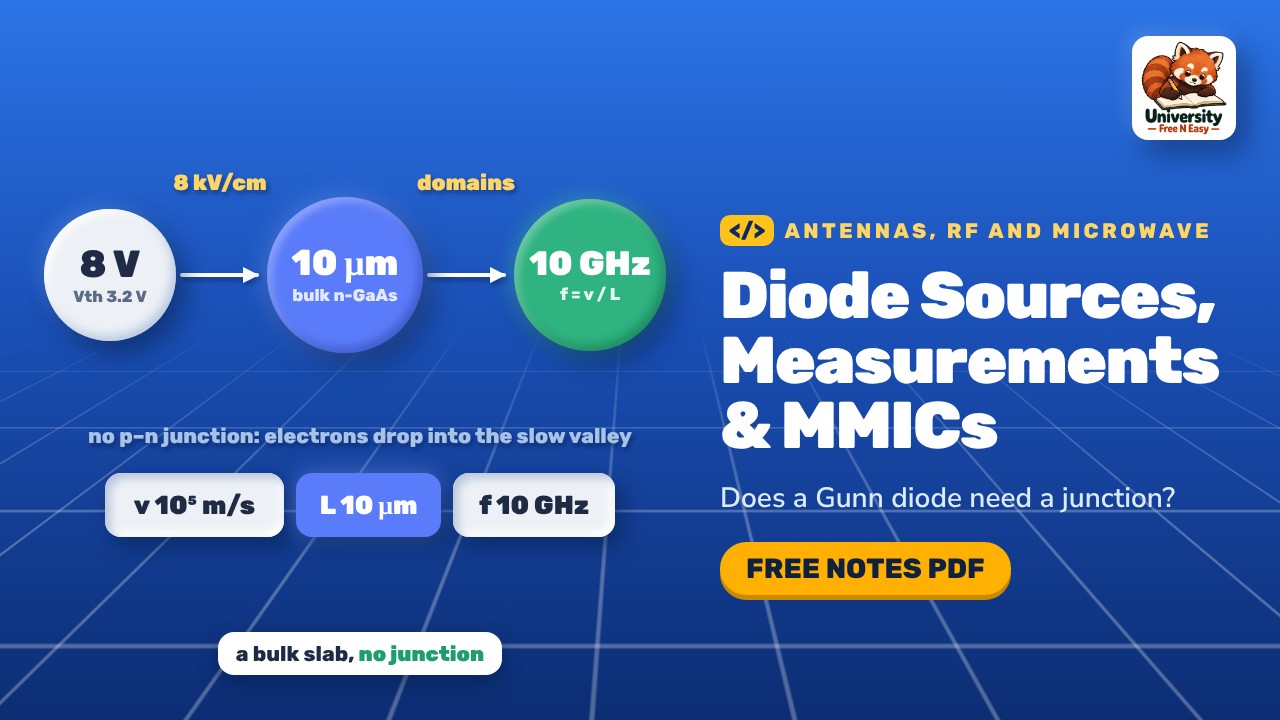 University
Free N Easy
8 kV/cm
domains
8 V
Vth 3.2 V
10 μm
bulk n-GaAs
10 GHz
f = v / L
no p–n junction: electrons drop into the slow valley
v 10⁵ m/s
L 10 μm
f 10 GHz
a bulk slab, no junction
</> ANTENNAS, RF AND MICROWAVE
Diode Sources,
Measurements
& MMICs
Does a Gunn diode need a junction?
FREE NOTES PDF